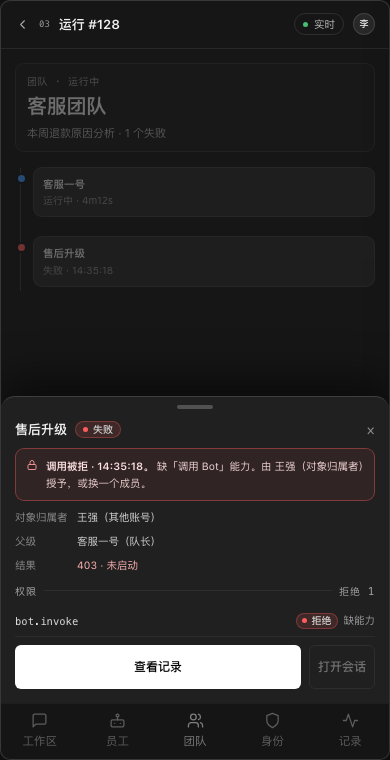 03 运行 #128 实时 李
团队 · 运行中
客服团队
本周退款原因分析 · 1 个失败
客服一号
运行中 · 4m12s
售后升级
失败 · 14:35:18
售后升级 失败 ×
调用被拒 · 14:35:18。 缺「调用 Bot」能力。由 王强（对象归属者）
授予，或换一个成员。
对象归属者 王强（其他账号）
父级 客服一号（队长）
结果 403 · 未启动
权限 拒绝 1
bot.invoke 拒绝 缺能力
查看记录 打开会话
工作区 员工 团队 身份 记录